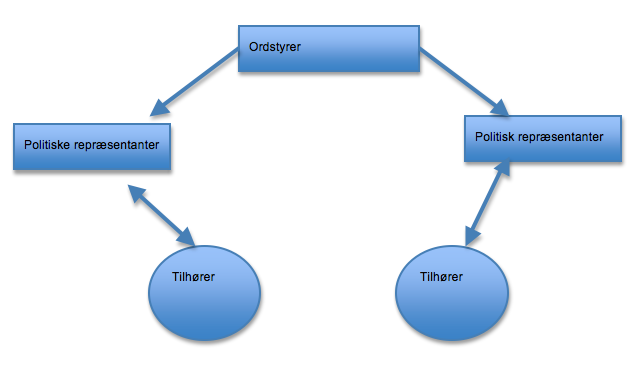 Ordstyrer
Politiske repræsentanter
Politisk repræsentanter
Tilhører
Tilhører